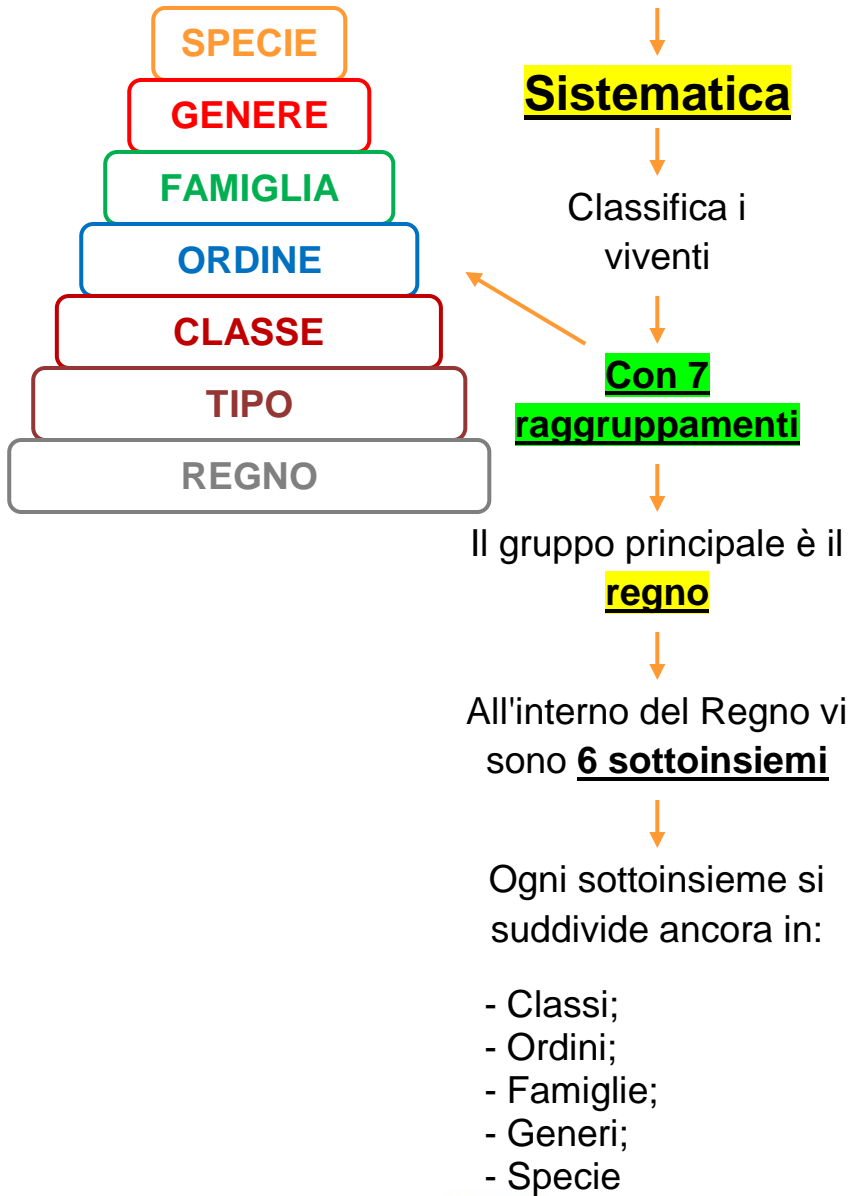 SPECIE
GENERE
FAMIGLIA
ORDINE
CLASSE
TIPO
REGNO
Sistematica
Classifica i
viventi
Con 7
raggruppamenti
Il gruppo principale è il
regno
All'interno del Regno vi
sono 6 sottoinsiemi
Ogni sottoinsieme si
suddivide ancora in:
- Classi;
- Ordini;
- Famiglie;
- Generi;
- Specie